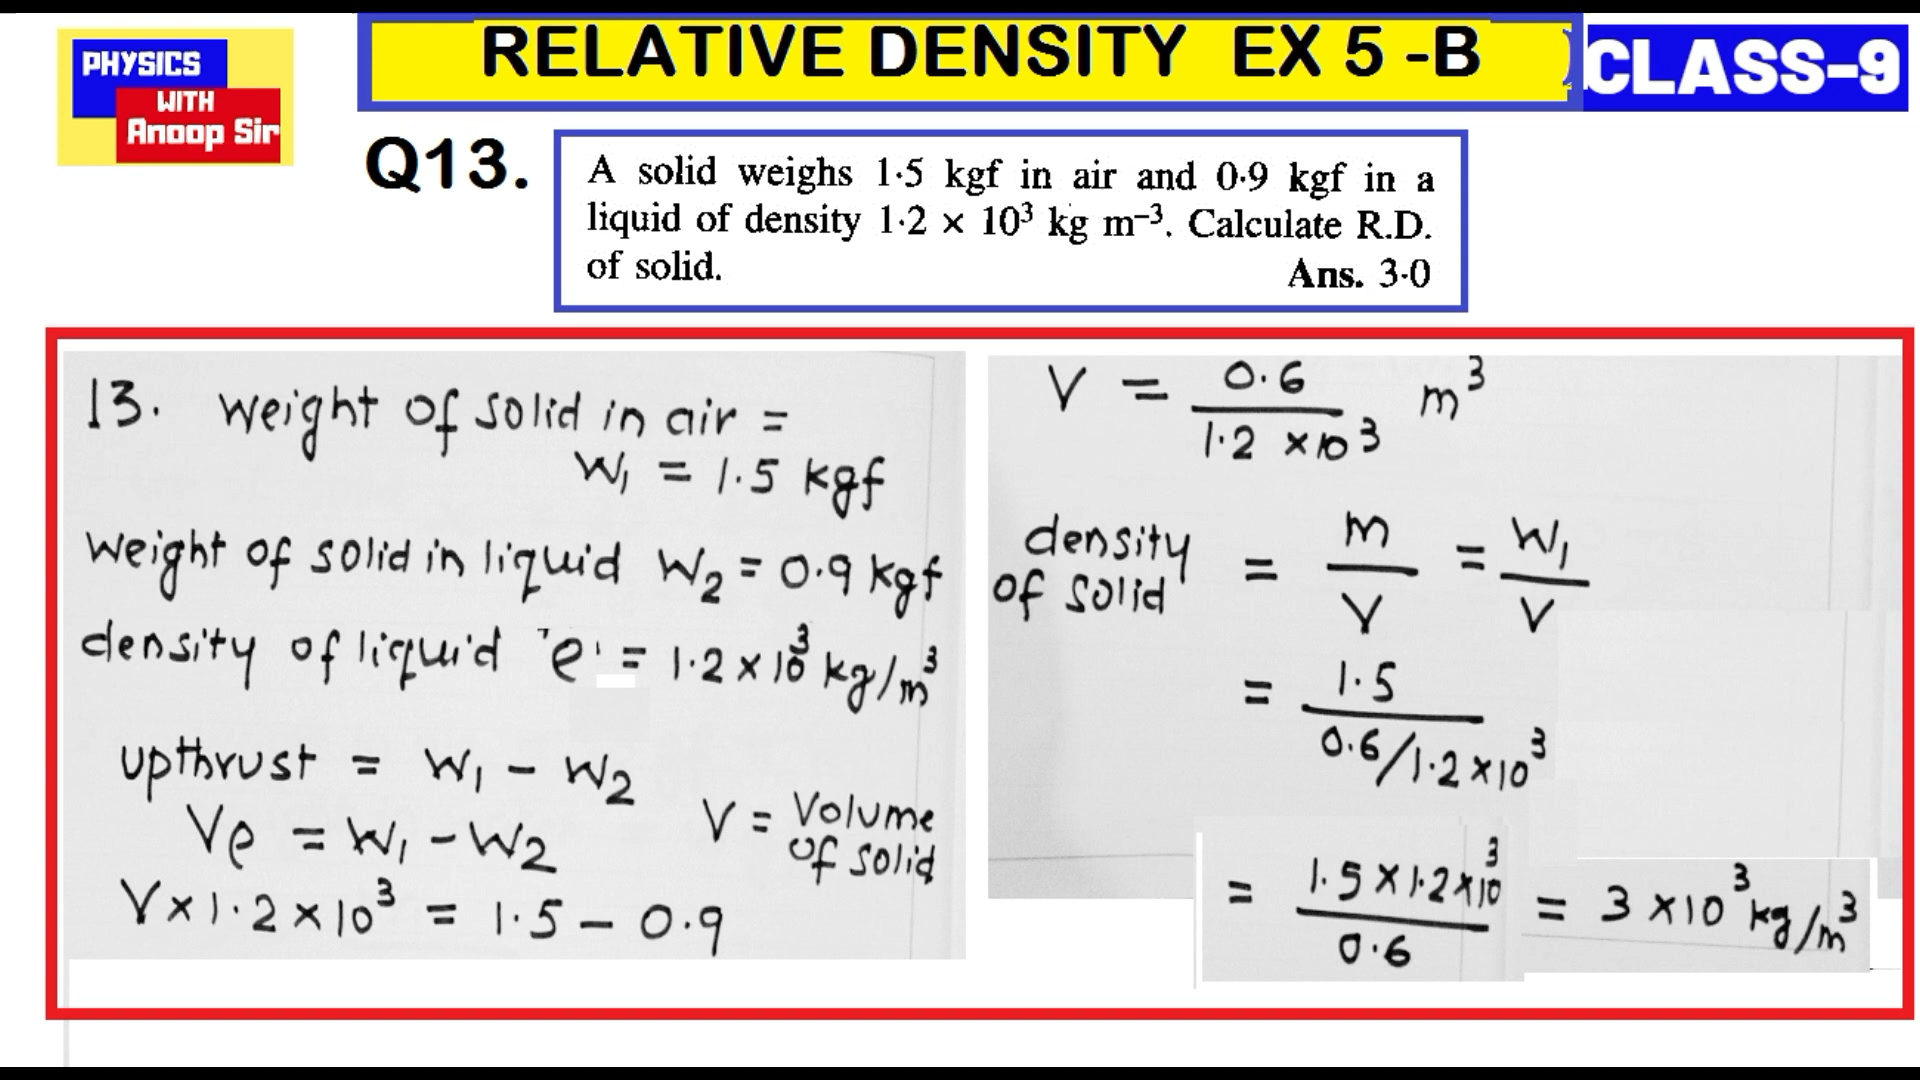 PHYSICS
WITH
Anoop Sir
RELATIVE DENSITY EX 5 -B
CLASS-9
Q13.
A solid weighs 1·5 kgf in air and 0·9 kgf in a
liquid of density 1·2 × 10³ kg m⁻³. Calculate R.D.
of solid.
Ans. 3·0
13. Weight of solid in air =
W₁ = 1.5 kgf
Weight of solid in liquid W₂ = 0.9 kgf
density of liquid 'ρ' = 1.2 × 10³ kg/m³
upthrust = W₁ – W₂
Vρ = W₁ – W₂
V = Volume
of solid
V × 1.2 × 10³ = 1.5 – 0.9
V = 0.6 / 1.2 × 10³ m³
density of solid = m / V = W₁ / V
= 1.5 / 0.6/1.2 × 10³
= 1.5 × 1.2 × 10³ / 0.6 = 3 × 10³ kg/m³